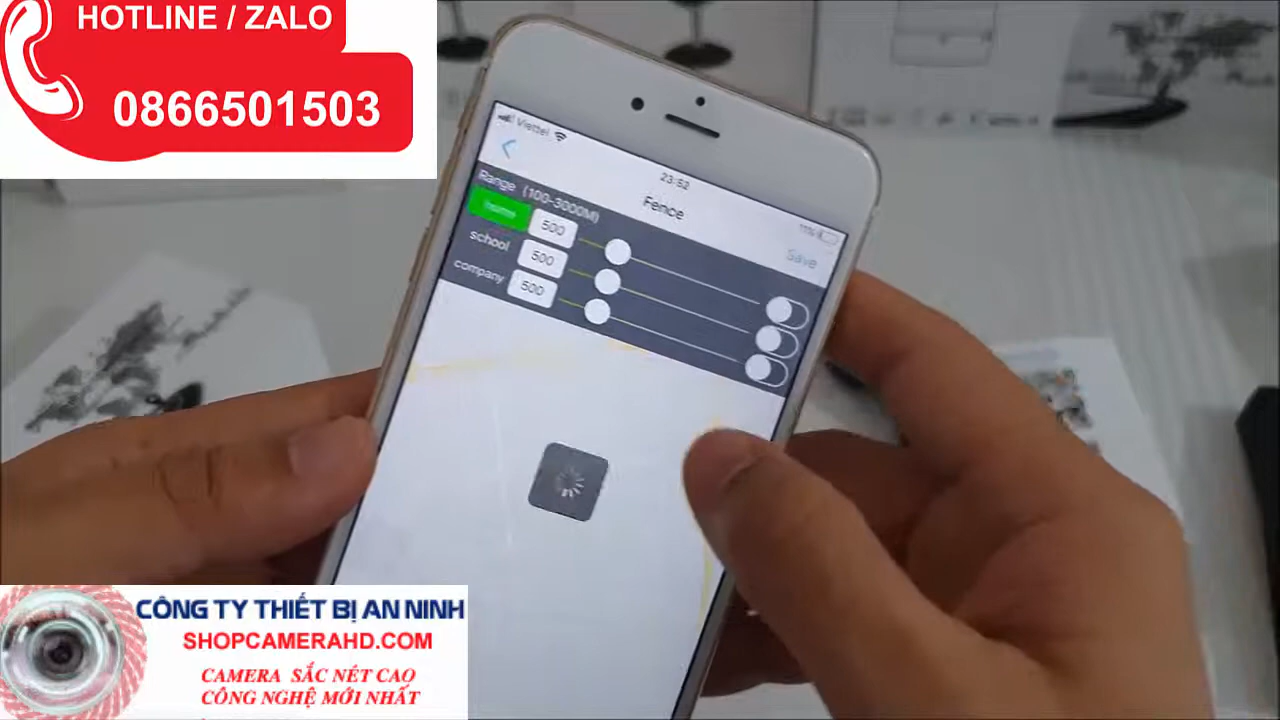 HOTLINE / ZALO
0866501503
Viettel
23:52
11%
Fence
Save
Range (100-3000M)
home 500
school 500
company 500
CÔNG TY THIẾT BỊ AN NINH
SHOPCAMERAHD.COM
CAMERA SẮC NÉT CAO
CÔNG NGHỆ MỚI NHẤT